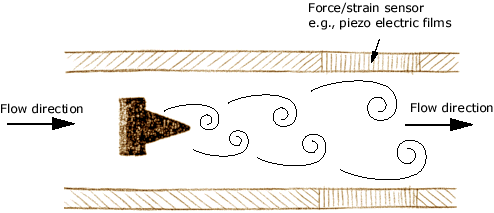 Force/strain sensor
e.g., piezo electric films
Flow direction
Flow direction